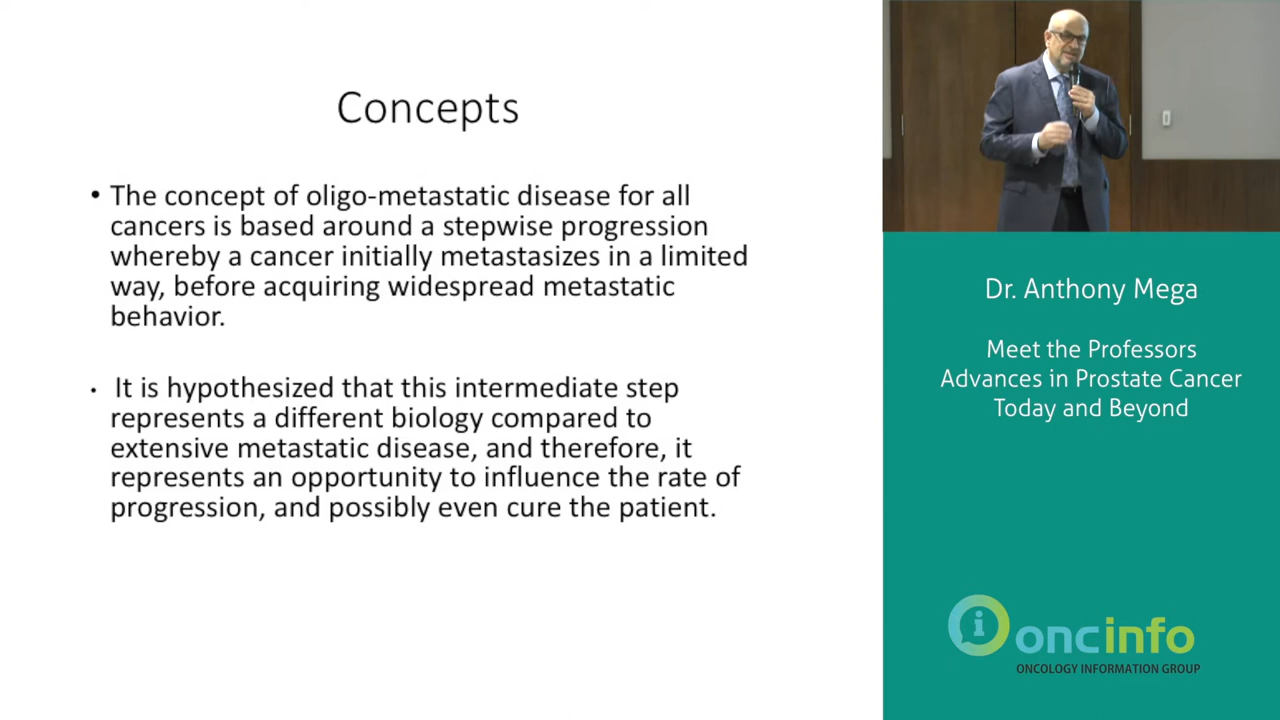 Concepts
• The concept of oligo-metastatic disease for all
cancers is based around a stepwise progression
whereby a cancer initially metastasizes in a limited
way, before acquiring widespread metastatic
behavior.
• It is hypothesized that this intermediate step
represents a different biology compared to
extensive metastatic disease, and therefore, it
represents an opportunity to influence the rate of
progression, and possibly even cure the patient.
Dr. Anthony Mega
Meet the Professors
Advances in Prostate Cancer
Today and Beyond
i oncinfo
ONCOLOGY INFORMATION GROUP